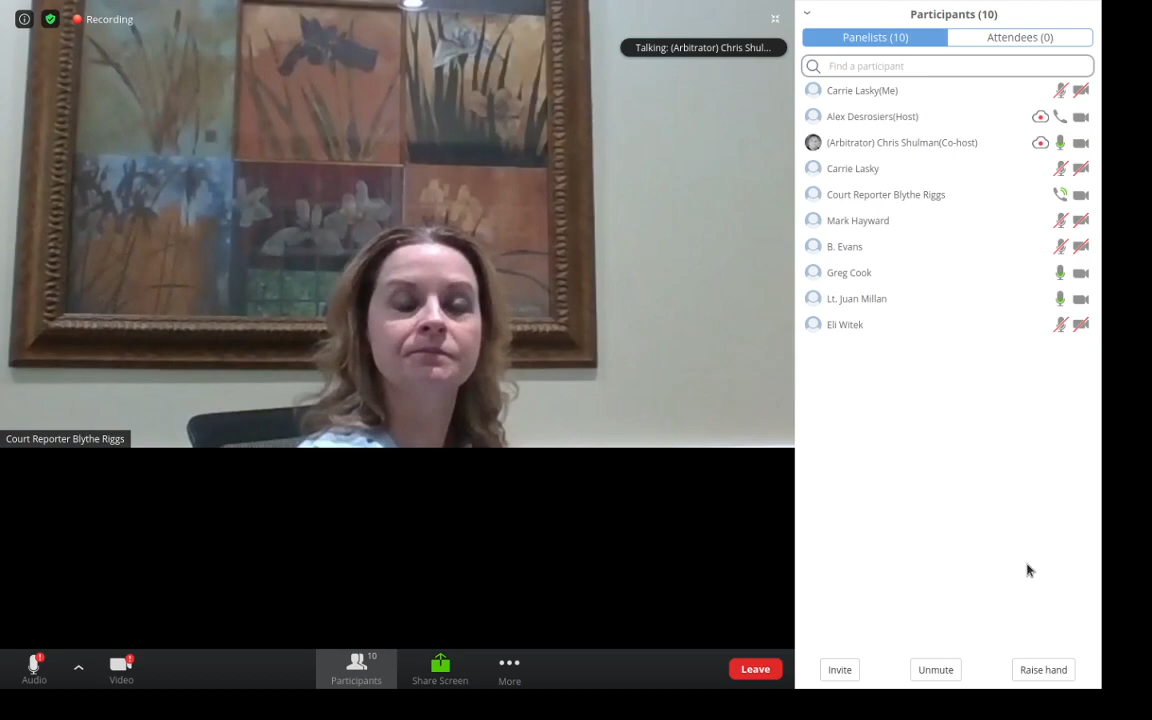 Recording
Talking: (Arbitrator) Chris Shul...
Court Reporter Blythe Riggs
Participants (10)
Panelists (10)
Attendees (0)
Find a participant
Carrie Lasky(Me)
Alex Desrosiers(Host)
(Arbitrator) Chris Shulman(Co-host)
Carrie Lasky
Court Reporter Blythe Riggs
Mark Hayward
B. Evans
Greg Cook
Lt. Juan Millan
Eli Witek
Audio
Video
10
Participants
Share Screen
More
Leave
Invite
Unmute
Raise hand